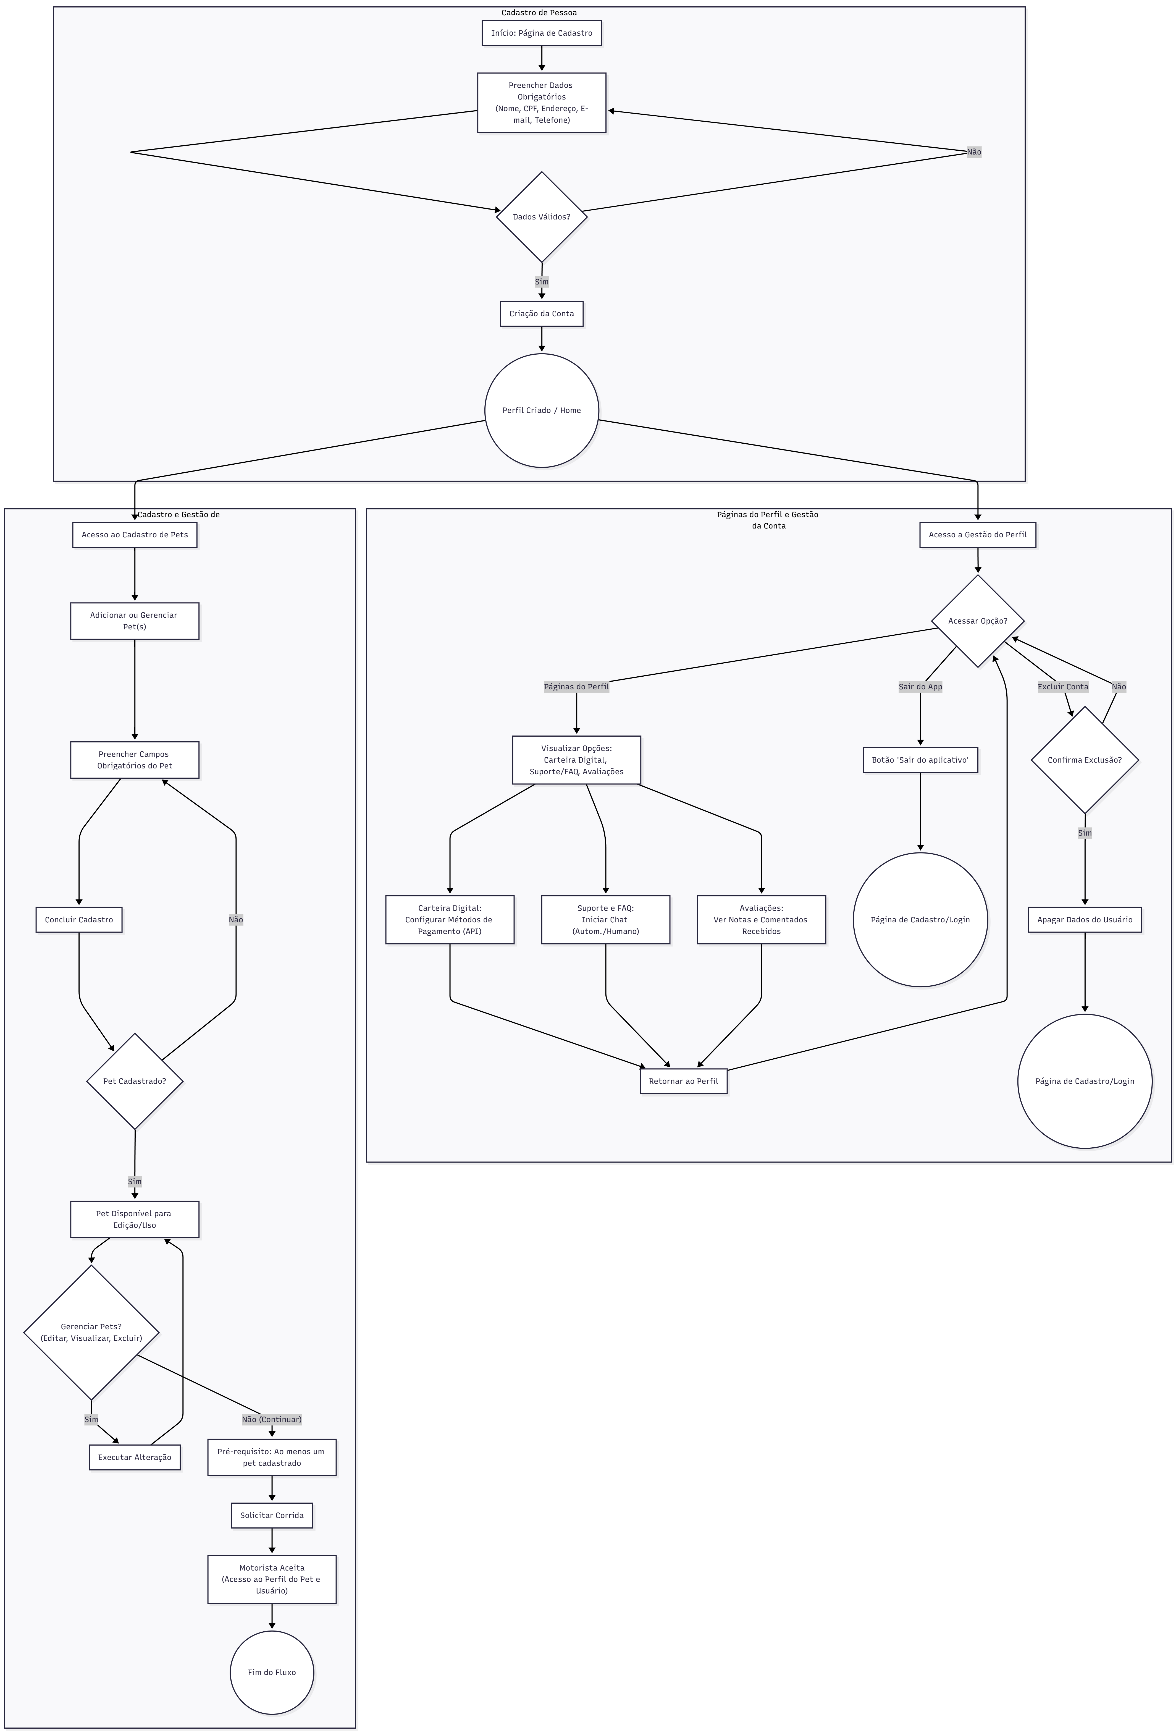 Cadastro de Pessoa
Início: Página de Cadastro
Preencher Dados
Obrigatórios
(Nome, CPF, Endereço, E-
mail, Telefone)
Não
Dados Válidos?
Sim
Criação da Conta
Perfil Criado / Home
Cadastro e Gestão de
Acesso ao Cadastro de Pets
Adicionar ou Gerenciar
Pet(s)
Preencher Campos
Obrigatórios do Pet
Concluir Cadastro
Não
Pet Cadastrado?
Sim
Pet Disponível para
Edição/Uso
Gerenciar Pets?
(Editar, Visualizar, Excluir)
Sim
Não (Continuar)
Executar Alteração
Pré-requisito: Ao menos um
pet cadastrado
Solicitar Corrida
Motorista Aceita
(Acesso ao Perfil do Pet e
Usuário)
Fim do Fluxo
Páginas do Perfil e Gestão
da Conta
Acesso a Gestão do Perfil
Acessar Opção?
Páginas do Perfil
Sair do App
Excluir Conta
Não
Visualizar Opções:
Carteira Digital,
Suporte/FAQ, Avaliações
Botão 'Sair do aplicativo'
Confirma Exclusão?
Sim
Carteira Digital:
Configurar Métodos de
Pagamento (API)
Suporte e FAQ:
Iniciar Chat
(Autom./Humano)
Avaliações:
Ver Notas e Comentados
Recebidos
Página de Cadastro/Login
Apagar Dados do Usuário
Retornar ao Perfil
Página de Cadastro/Login